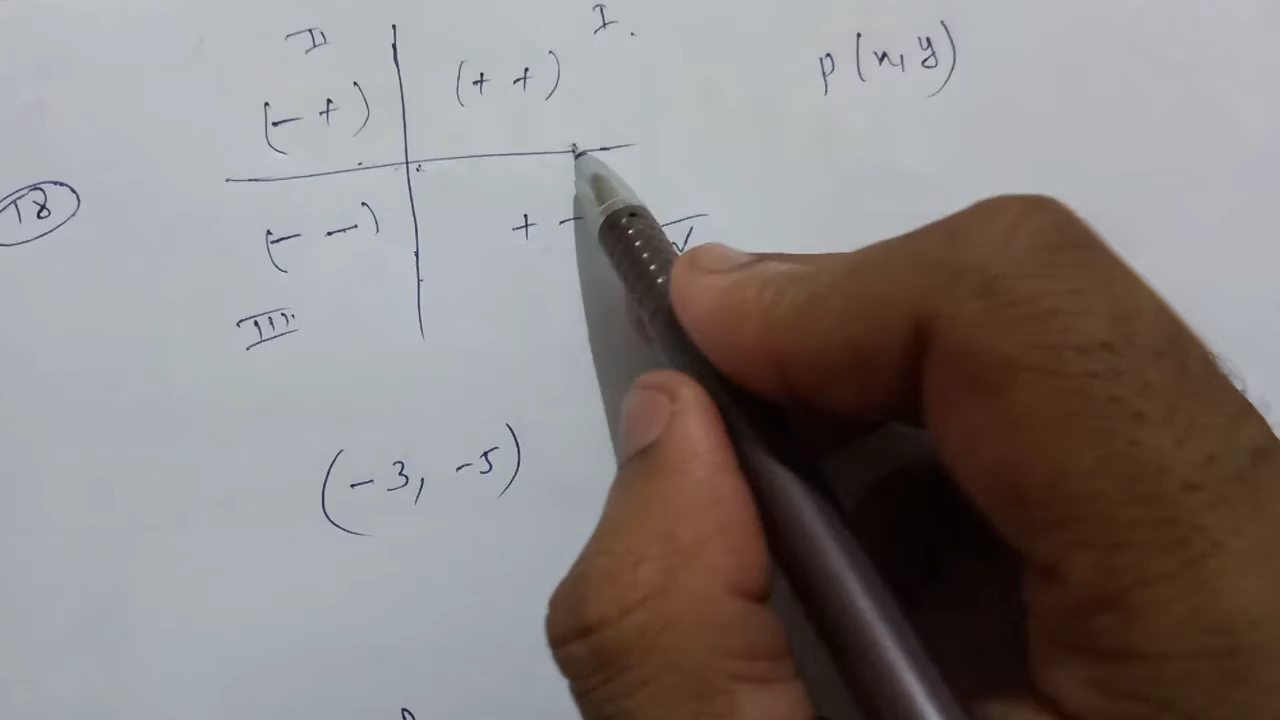 II
I.
(- +)
(+ +)
P(x, y)
18
(- -)
+ -
III
(-3, -5)